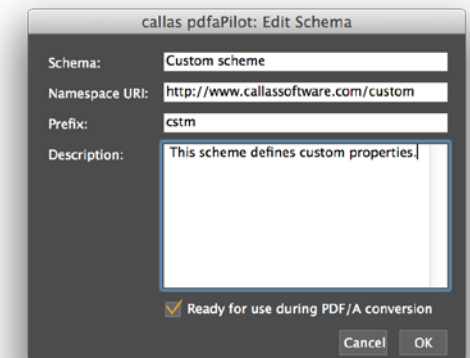 callas pdfaPilot: Edit Schema
Schema: Custom scheme
Namespace URI: http://www.callassoftware.com/custom
Prefix: cstm
Description: This scheme defines custom properties.
Ready for use during PDF/A conversion
Cancel OK